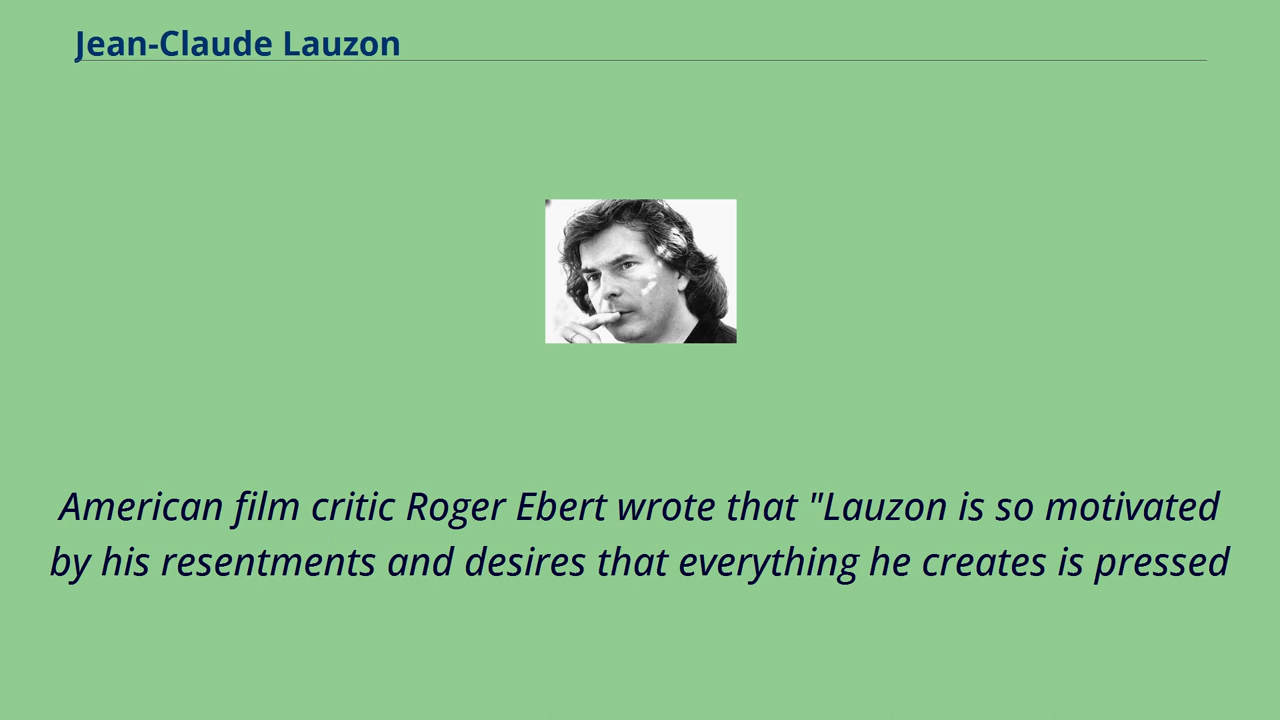 Jean-Claude Lauzon
American film critic Roger Ebert wrote that "Lauzon is so motivated
by his resentments and desires that everything he creates is pressed